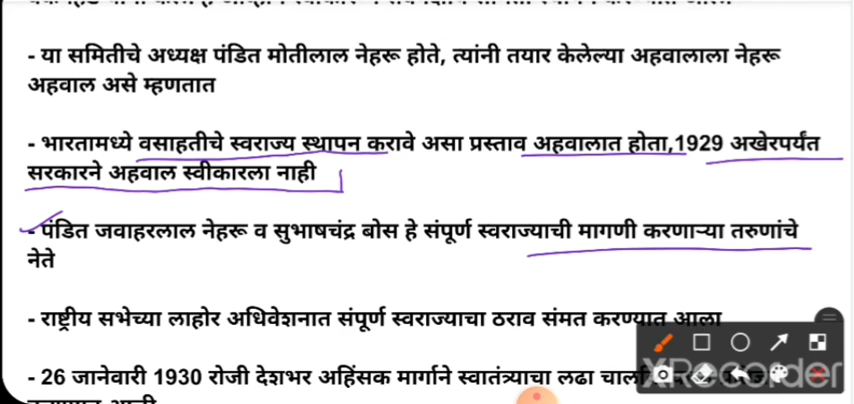 - या समितीचे अध्यक्ष पंडित मोतीलाल नेहरू होते, त्यांनी तयार केलेल्या अहवालाला नेहरू
अहवाल असे म्हणतात
- भारतामध्ये वसाहतीचे स्वराज्य स्थापन करावे असा प्रस्ताव अहवालात होता,1929 अखेरपर्यंत
सरकारने अहवाल स्वीकारला नाही
- पंडित जवाहरलाल नेहरू व सुभाषचंद्र बोस हे संपूर्ण स्वराज्याची मागणी करणाऱ्या तरुणांचे
नेते
- राष्ट्रीय सभेच्या लाहोर अधिवेशनात संपूर्ण स्वराज्याचा ठराव संमत करण्यात आला
- 26 जानेवारी 1930 रोजी देशभर अहिंसक मार्गाने स्वातंत्र्याचा लढा
XRecorder